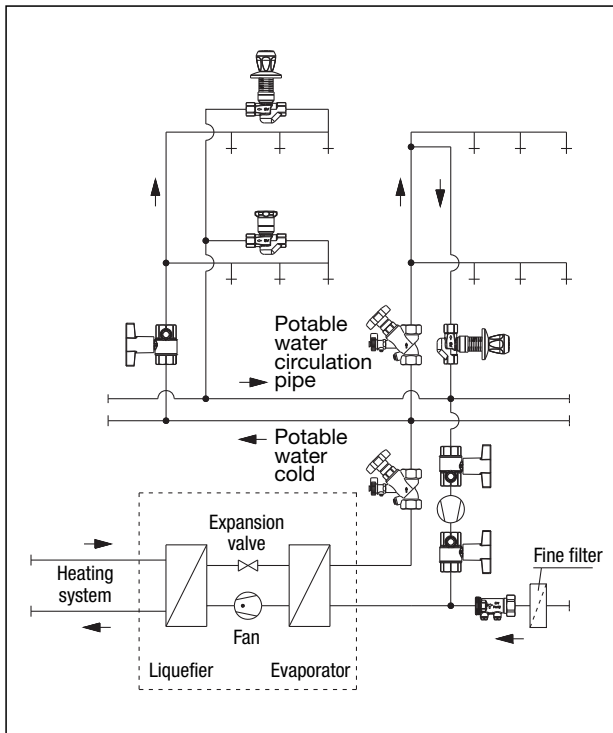 Potable
water
circulation
pipe
Potable
water
cold
Expansion
valve
Fine filter
Heating
system
Fan
Liquefier
Evaporator